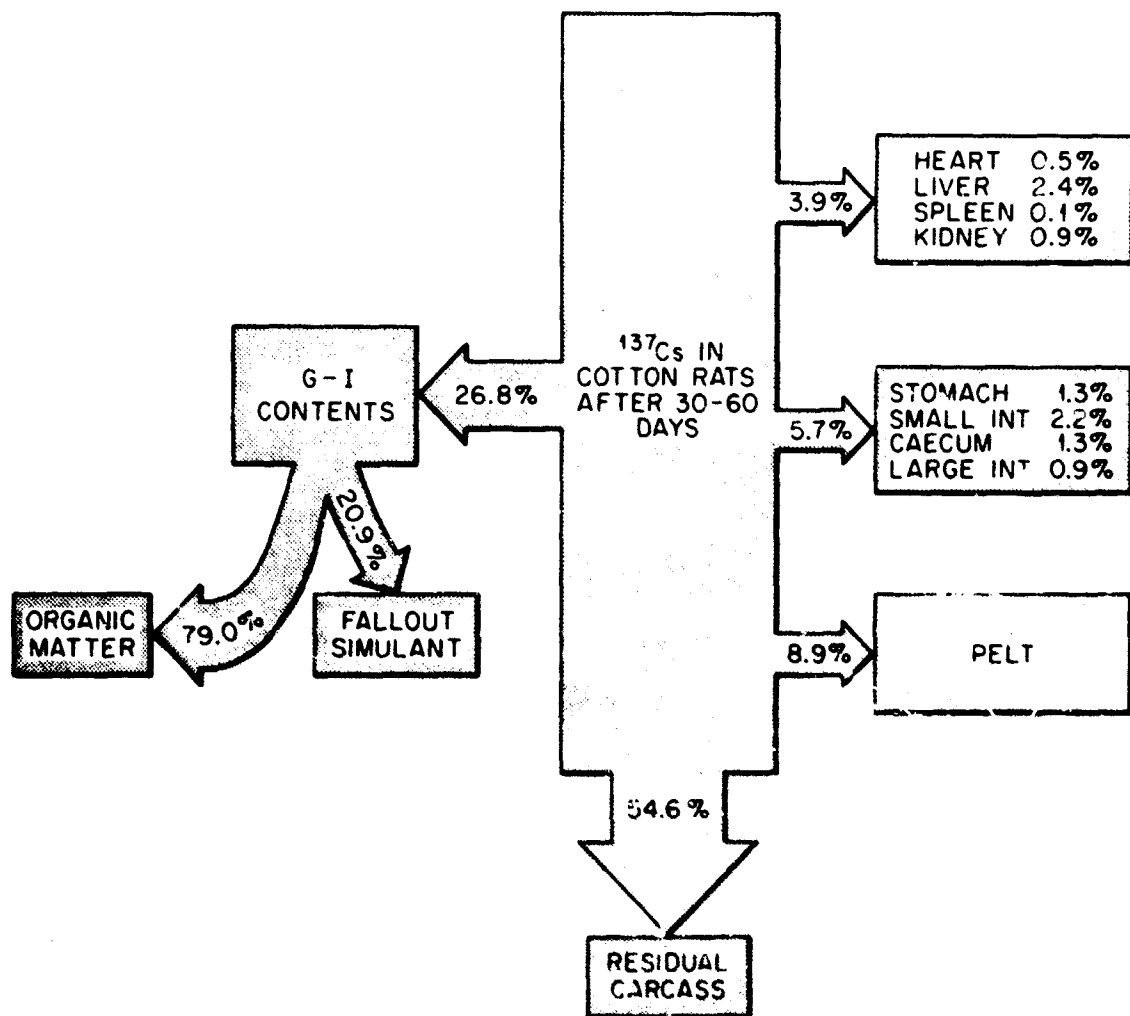 HEART 0.5%
LIVER 2.4%
SPLEEN 0.1%
KIDNEY 0.9%
3.9%
137Cs IN
COTTON RATS
AFTER 30-60
DAYS
G-I
CONTENTS
26.8%
STOMACH 1.3%
SMALL INT 2.2%
CAECUM 1.3%
LARGE INT 0.9%
5.7%
20.9%
79.0%
ORGANIC
MATTER
FALLOUT
SIMULANT
8.9%
PELT
54.6%
RESIDUAL
CARCASS